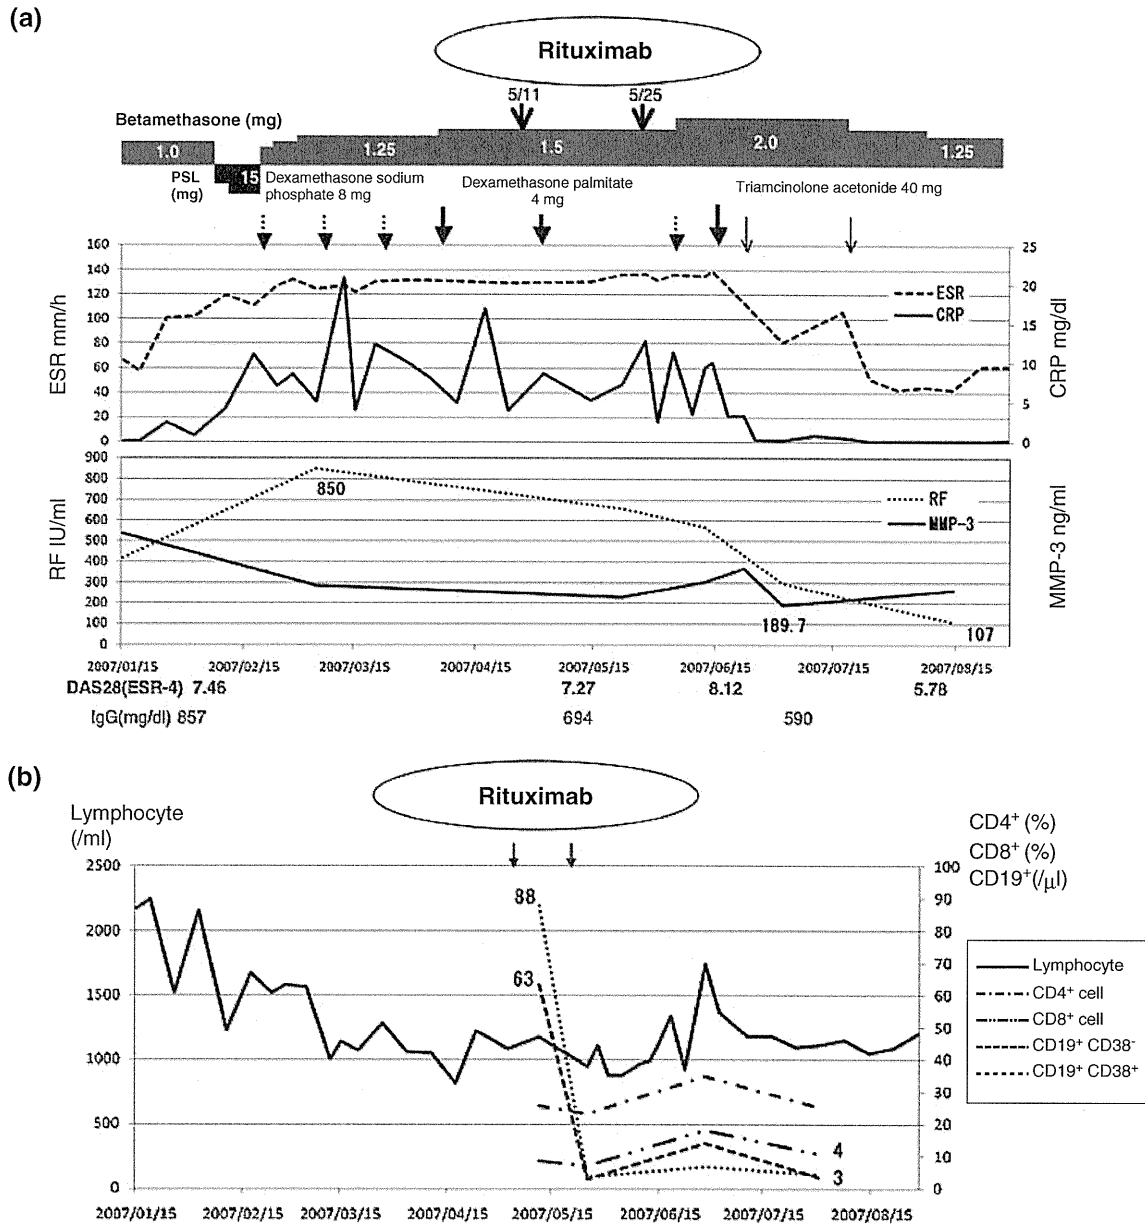 (a)
Rituximab
5/11 5/25
Betamethasone (mg)
1.0 1.25 1.5 2.0 1.25
PSL 15 Dexamethasone sodium Dexamethasone palmitate Triamcinolone acetonide 40 mg
(mg) phosphate 8 mg 4 mg
ESR mm/h
160
140
120
100
80
60
40
20
0
ESR
CRP
25
20
15
10
5
0
CRP mg/dl
RF IU/ml
900
800
700
600
500
400
300
200
100
0
850
RF
MMP-3
189.7
107
MMP-3 ng/ml
2007/01/15 2007/02/15 2007/03/15 2007/04/15 2007/05/15 2007/06/15 2007/07/15 2007/08/15
DAS28(ESR-4) 7.46 7.27 8.12 5.78
IgG(mg/dl) 857 694 590
(b)
Rituximab
Lymphocyte
(/ml)
CD4+ (%)
CD8+ (%)
CD19+(/μl)
2500
2000
1500
1000
500
0
88
63
4
3
100
90
80
70
60
50
40
30
20
10
0
Lymphocyte
CD4+ cell
CD8+ cell
CD19+ CD38-
CD19+ CD38+
2007/01/15 2007/02/15 2007/03/15 2007/04/15 2007/05/15 2007/06/15 2007/07/15 2007/08/15